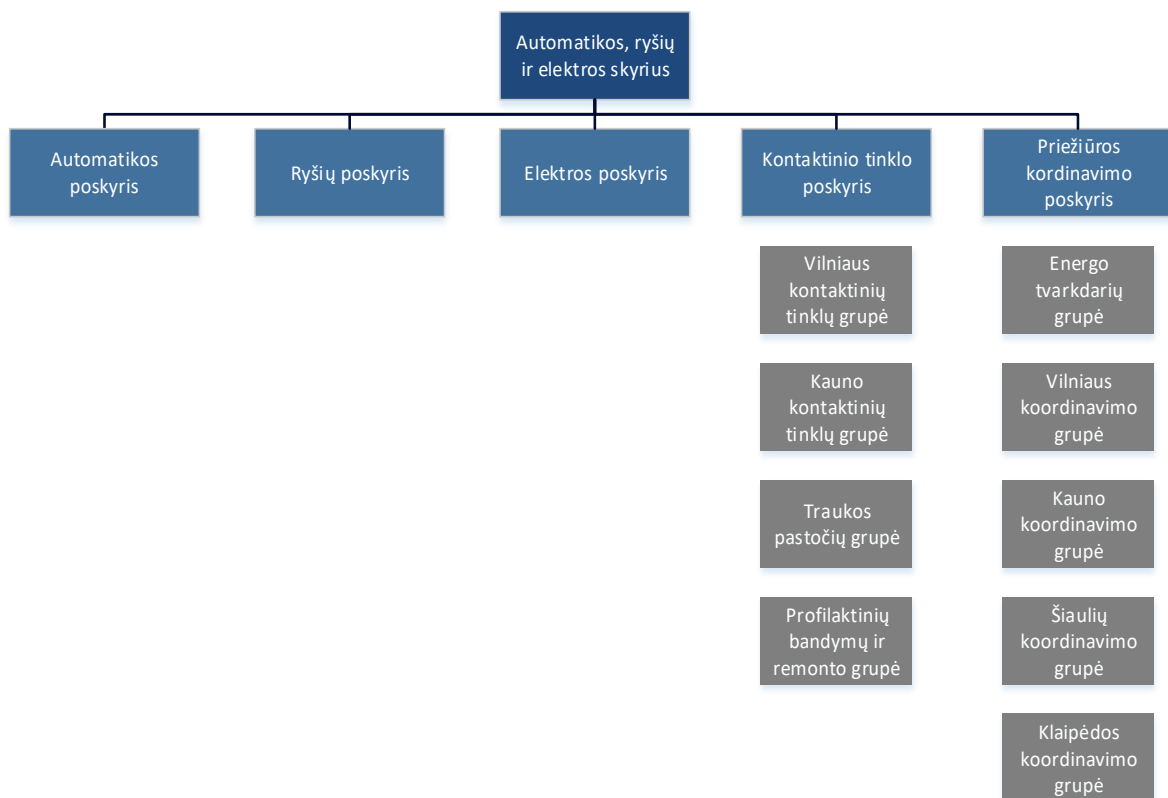 Automatikos, ryšių
ir elektros skyrius
Automatikos
poskyris
Ryšių poskyris
Elektros poskyris
Kontaktinio tinklo
poskyris
Priežiūros
kordinavimo
poskyris
Vilniaus
kontaktinių
tinklų grupė
Kauno
kontaktinių
tinklų grupė
Traukos
pastočių grupė
Profilaktinių
bandymų ir
remonto grupė
Energo
tvarkdarių
grupė
Vilniaus
koordinavimo
grupė
Kauno
koordinavimo
grupė
Šiaulių
koordinavimo
grupė
Klaipėdos
koordinavimo
grupė